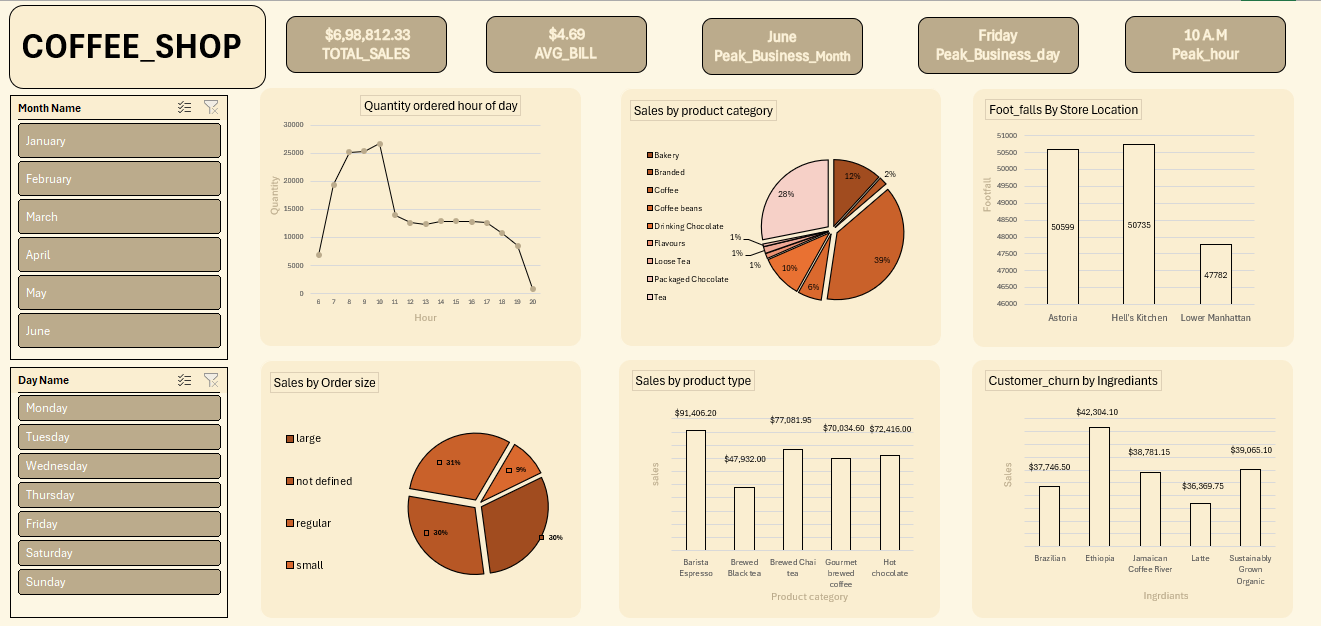 COFFEE_SHOP
$6,98,812.33
TOTAL_SALES
$4.69
AVG_BILL
June
Peak_Business_Month
Friday
Peak_Business_day
10 A.M
Peak_hour
Month Name
January
February
March
April
May
June
Day Name
Monday
Tuesday
Wednesday
Thursday
Friday
Saturday
Sunday
Quantity ordered hour of day
30000
25000
20000
15000
10000
5000
0
Quantity
6 7 8 9 10 11 12 13 14 15 16 17 18 19 20
Hour
Sales by product category
Bakery
Branded
Coffee
Coffee beans
Drinking Chocolate
Flavours
Loose Tea
Packaged Chocolate
Tea
12%
2%
39%
6%
10%
1%
1%
1%
28%
Foot_falls By Store Location
51000
50500
50000
49500
49000
48500
48000
47500
47000
46500
46000
Footfall
50599
50735
47782
Astoria Hell's Kitchen Lower Manhattan
Sales by Order size
large
not defined
regular
small
31%
9%
30%
30%
Sales by product type
$91,406.20
$47,932.00
$77,081.95
$70,034.60
$72,416.00
sales
Barista Espresso
Brewed Black tea
Brewed Chai tea
Gourmet brewed coffee
Hot chocolate
Product category
Customer_churn by Ingrediants
$37,746.50
$42,304.10
$38,781.15
$36,369.75
$39,065.10
Sales
Brazilian
Ethiopia
Jamaican Coffee River
Latte
Sustainably Grown Organic
Ingrdiants